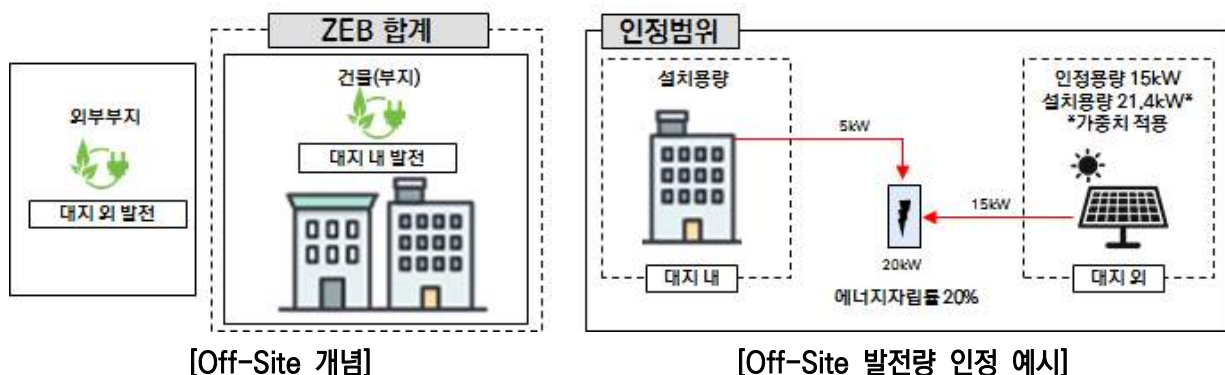 ZEB 합계
외부부지
대지 외 발전
건물(부지)
대지 내 발전
[Off-Site 개념]
인정범위
설치용량
대지 내
5kW
20kW
에너지자립률 20%
15kW
인정용량 15kW
설치용량 21.4kW*
*가중치 적용
대지 외
[Off-Site 발전량 인정 예시]